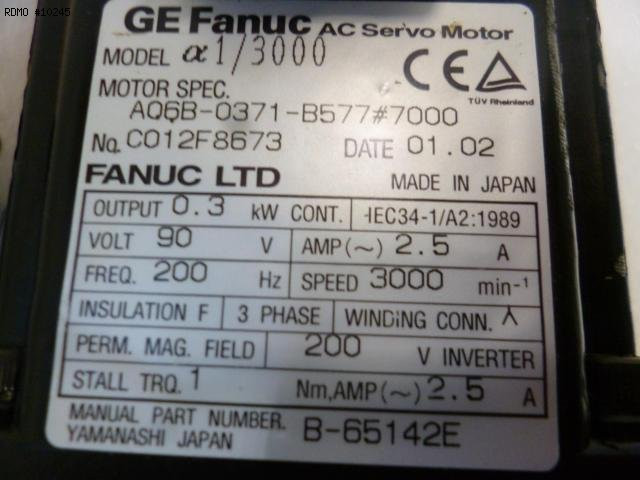 RDMO #10245
GE Fanuc AC Servo Motor
MODEL α1/3000
CE
TÜV Rheinland
MOTOR SPEC.
A06B-0371-B577#7000
No. C012F8673 DATE 01.02
FANUC LTD MADE IN JAPAN
OUTPUT 0.3 kW CONT. IEC34-1/A2:1989
VOLT 90 V AMP(~) 2.5 A
FREQ. 200 Hz SPEED 3000 min-¹
INSULATION F 3 PHASE WINDING CONN. ⅄
PERM. MAG. FIELD 200 V INVERTER
STALL TRQ. 1 Nm, AMP(~) 2.5 A
MANUAL PART NUMBER. B-65142E
YAMANASHI JAPAN